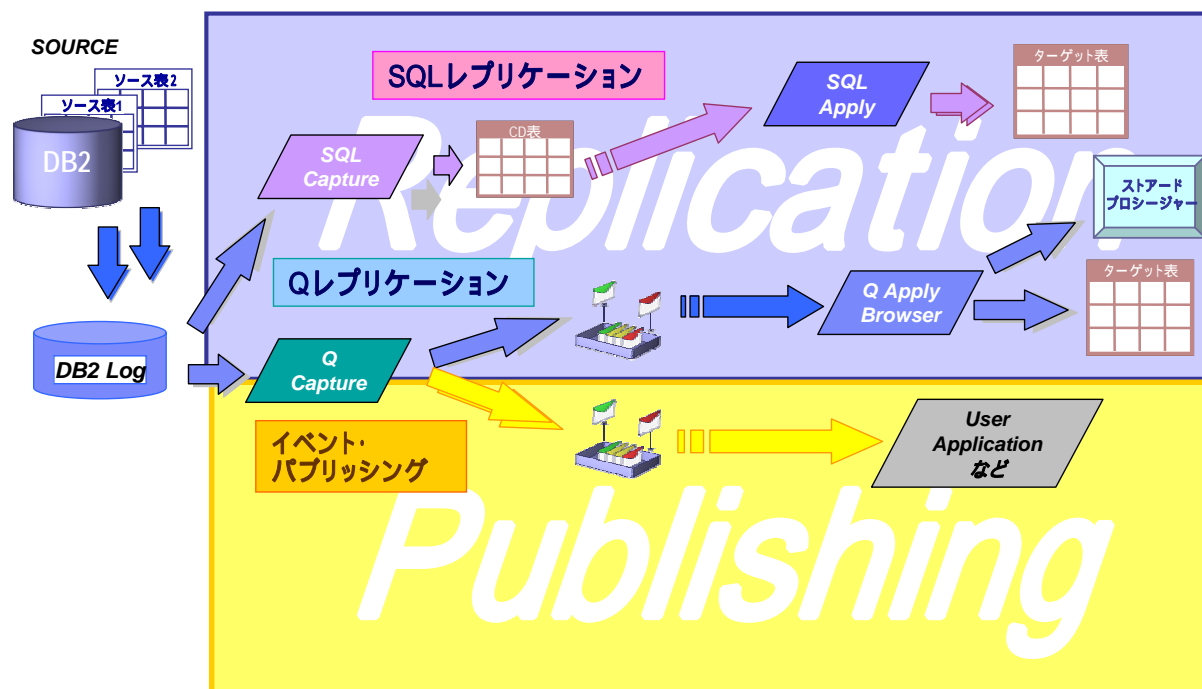 SOURCE
ソース表2
ソース表1
DB2
DB2 Log
SQLレプリケーション
SQL
Capture
CD表
SQL
Apply
ターゲット表
Replication
ストアード
プロシージャー
Qレプリケーション
Q Apply
Browser
ターゲット表
Q
Capture
イベント・
パブリッシング
User
Application
など
Publishing